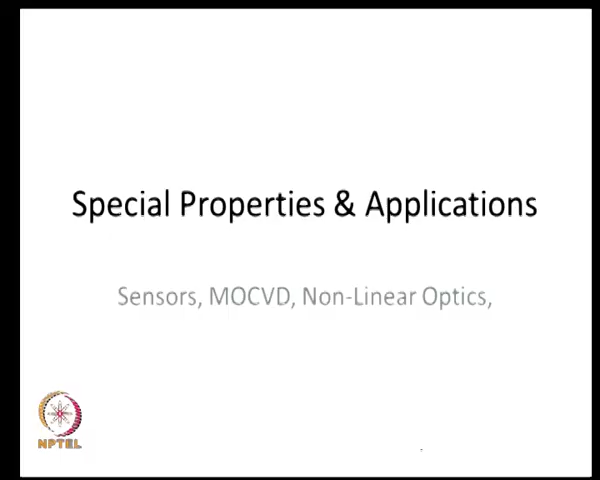 Special Properties & Applications
Sensors, MOCVD, Non-Linear Optics,
NPTEL